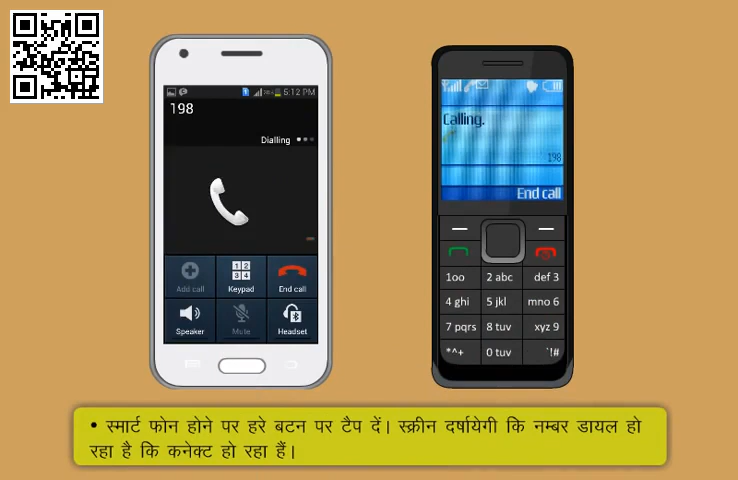 5:12 PM
198
Dialling
Add call
Keypad
End call
Speaker
Mute
Headset
Calling.
198
End call
1oo
2 abc
def 3
4 ghi
5 jkl
mno 6
7 pqrs
8 tuv
xyz 9
*^+
0 tuv
`!#
• स्मार्ट फोन होने पर हरे बटन पर टैप दें। स्क्रीन दर्षायेगी कि नम्बर डायल हो
रहा है कि कनेक्ट हो रहा हैं।